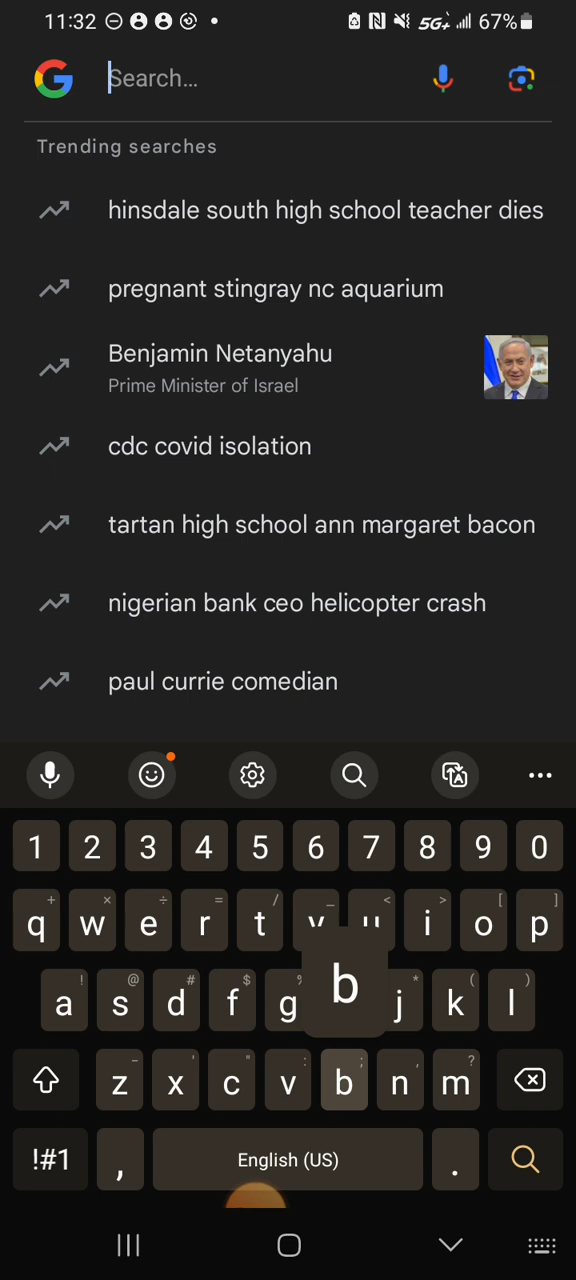 11:32
5G+ 67%
Search...
Trending searches
hinsdale south high school teacher dies
pregnant stingray nc aquarium
Benjamin Netanyahu
Prime Minister of Israel
cdc covid isolation
tartan high school ann margaret bacon
nigerian bank ceo helicopter crash
paul currie comedian
1 2 3 4 5 6 7 8 9 0
+ × ÷ = / _ < > [ ]
q w e r t y u i o p
! @ # $ % * ( )
a s d f g b j k l
- ' " : ; , ?
z x c v b n m
!#1 , English (US) .